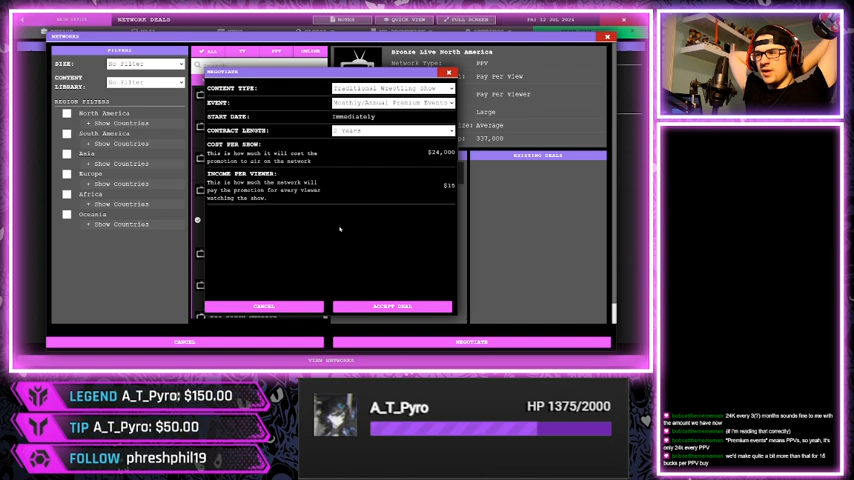 MAIN OFFICE
NETWORK DEALS
NOTES
QUICK VIEW
FULL SCREEN
FRI 12 JUL 2021
NETWORKS
FILTERS
SIZE:
No Filter
CONTENT
LIBRARY:
No Filter
REGION FILTERS
North America
+ Show Countries
South America
+ Show Countries
Asia
+ Show Countries
Europe
+ Show Countries
Africa
+ Show Countries
Oceania
+ Show Countries
ALL
TV
PPV
ONLINE
Bronze Live North America
Network Type:
PPV
Pay Per View
Pay Per Viewer
Large
Size:
Average
337,000
EXISTING DEALS
NEGOTIATE
CONTENT TYPE:
Traditional Wrestling Show
EVENT:
Monthly/Annual Premium Events
START DATE:
Immediately
CONTRACT LENGTH:
2 Years
COST PER SHOW:
This is how much it will cost the
promotion to air on the network
$24,000
INCOME PER VIEWER:
This is how much the network will
pay the promotion for every viewer
watching the show.
$18
CANCEL
ACCEPT DEAL
CANCEL
NEGOTIATE
VIEW NETWORKS
LEGEND A_T_Pyro: $150.00
TIP A_T_Pyro: $50.00
FOLLOW phreshphil19
A_T_Pyro
HP 1375/2000
24K every 3(?) months sounds fine to me with
the amount we have now
(if I'm reading that correctly)
"Premium events" means PPVs, so yeah, it's
only 24k every PPV
we'd make quite a bit more than that for 18
bucks per PPV buy